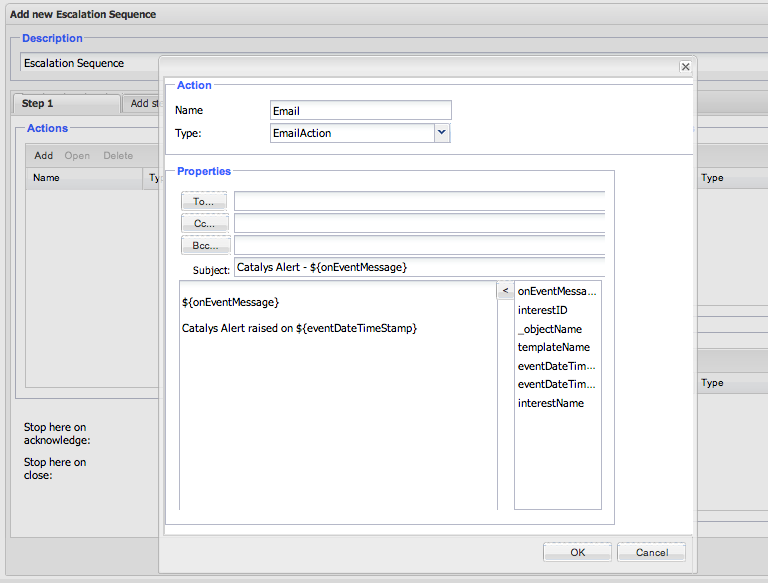 Add new Escalation Sequence
Description
Escalation Sequence
Step 1
Add st
Actions
Add Open Delete
Name Ty
Stop here on
acknowledge:
Stop here on
close:
Action
Name Email
Type: EmailAction
Properties
To...
Cc...
Bcc...
Subject: Catalys Alert - ${onEventMessage}
${onEventMessage}
Catalys Alert raised on ${eventDateTimeStamp}
<
onEventMessa...
interestID
_objectName
templateName
eventDateTim...
eventDateTim...
interestName
OK Cancel
Type
Type